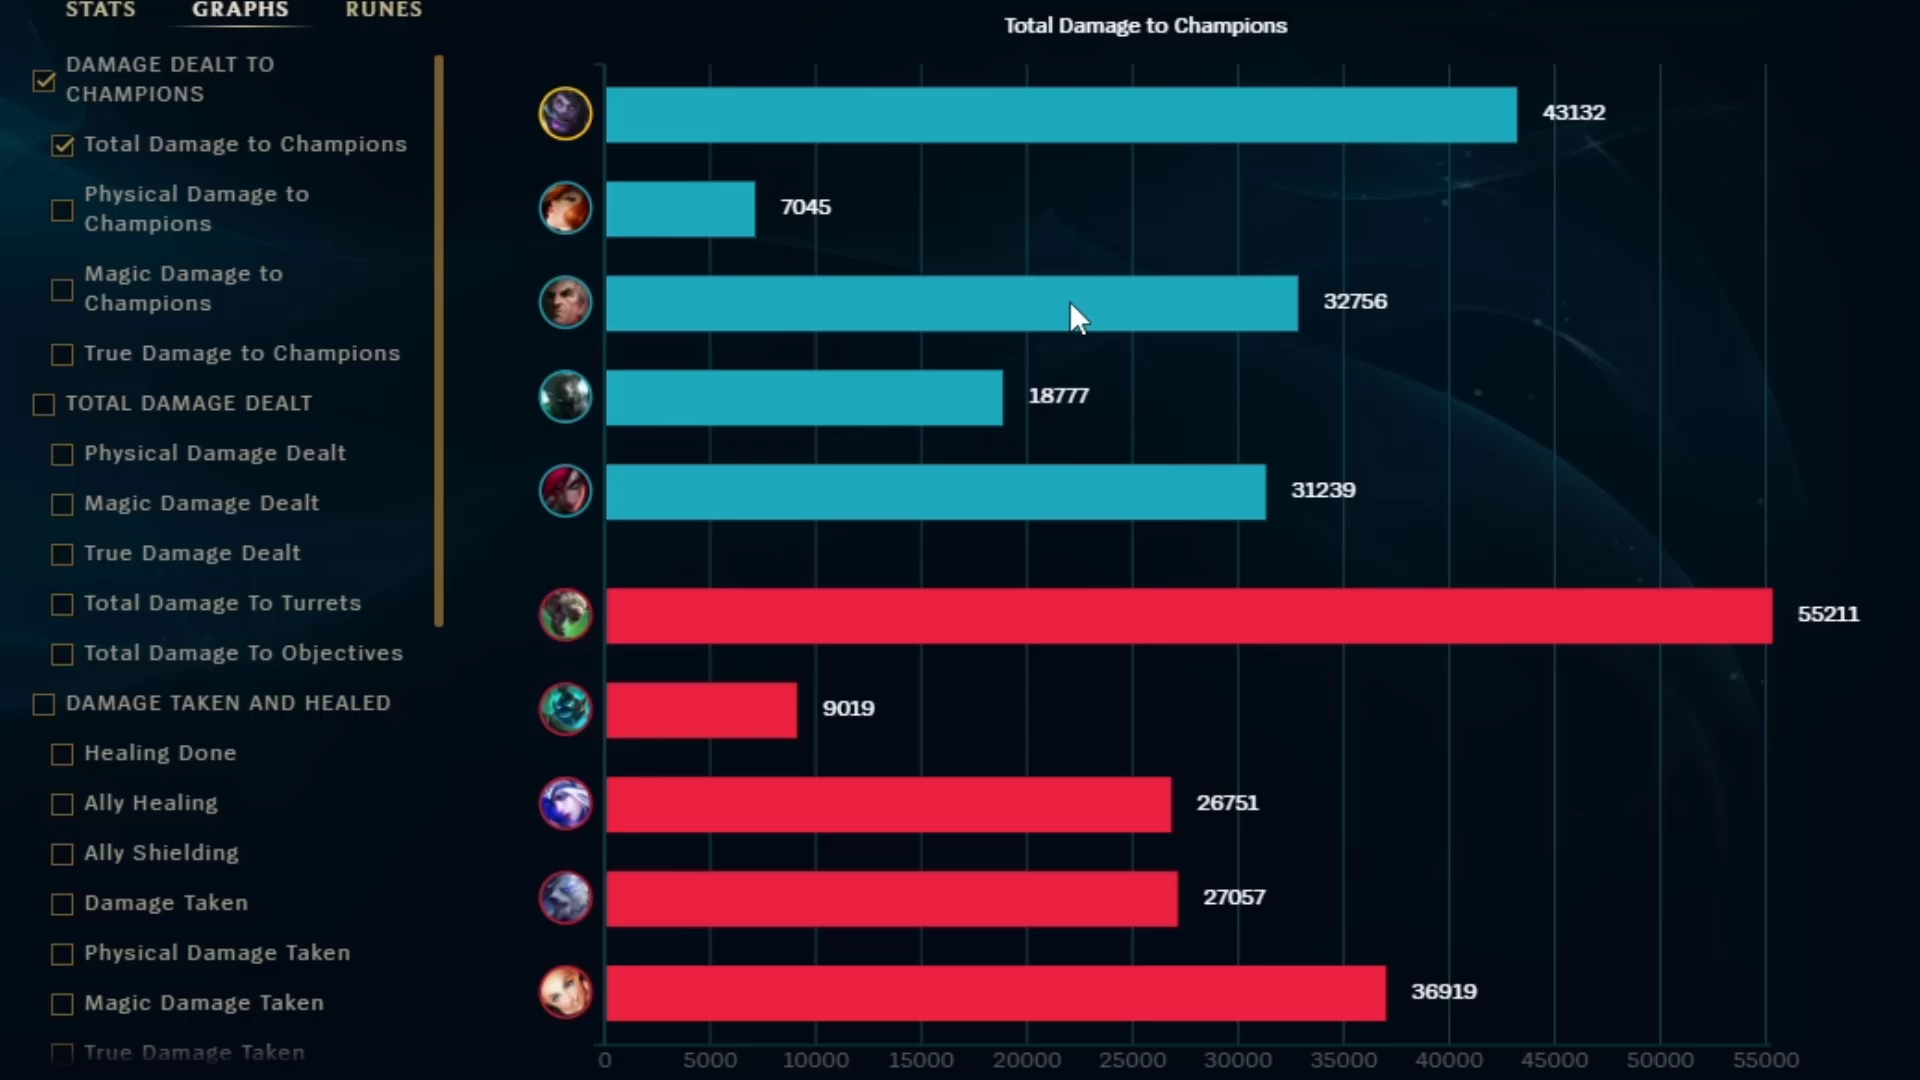 STATS GRAPHS RUNES
DAMAGE DEALT TO
CHAMPIONS
Total Damage to Champions
Physical Damage to
Champions
Magic Damage to
Champions
True Damage to Champions
TOTAL DAMAGE DEALT
Physical Damage Dealt
Magic Damage Dealt
True Damage Dealt
Total Damage To Turrets
Total Damage To Objectives
DAMAGE TAKEN AND HEALED
Healing Done
Ally Healing
Ally Shielding
Damage Taken
Physical Damage Taken
Magic Damage Taken
True Damage Taken
Total Damage to Champions
43132
7045
32756
18777
31239
55211
9019
26751
27057
36919
0 5000 10000 15000 20000 25000 30000 35000 40000 45000 50000 55000